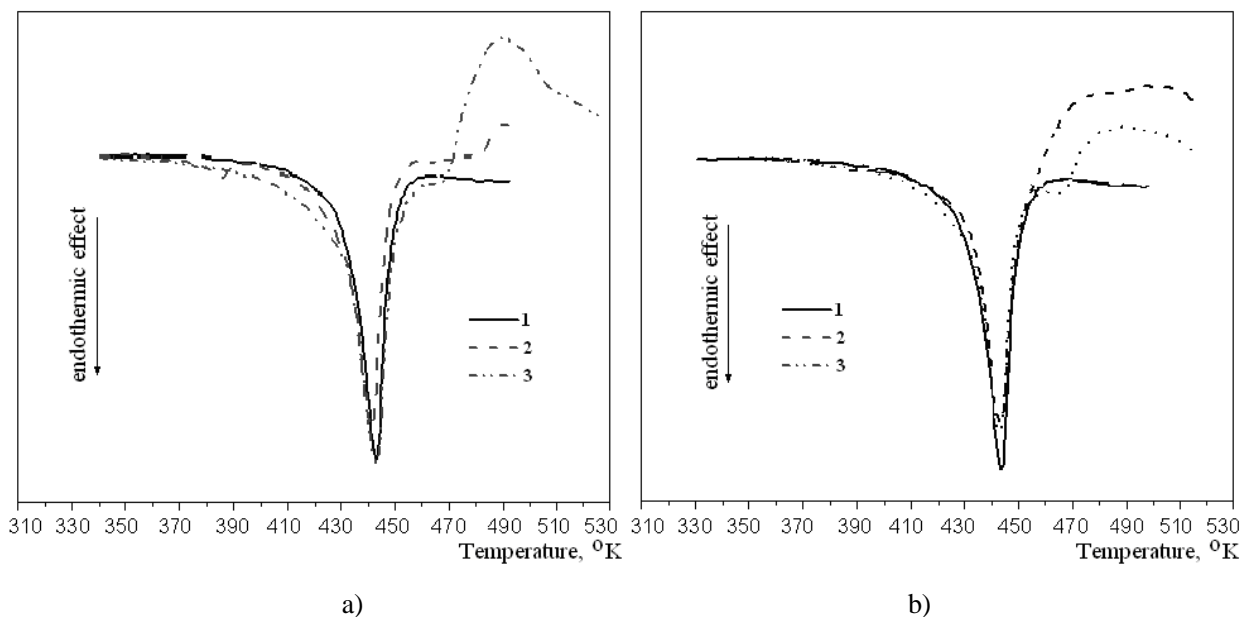 endothermic effect
1
2
3
310 350 370 390 410 430 450 470 490 510 530
Temperature, °K
a)
endothermic effect
1
2
3
310 330 350 370 390 410 430 450 470 490 510 530
Temperature, °K
b)